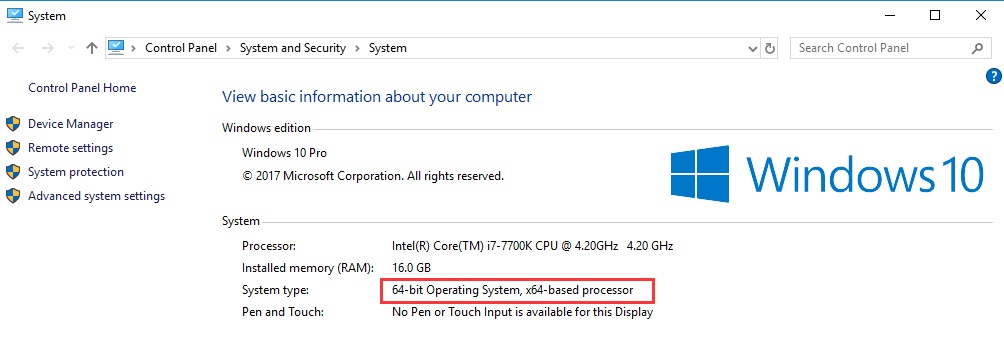 System
Control Panel System and Security System
Search Control Panel
?
Control Panel Home
Device Manager
Remote settings
System protection
Advanced system settings
View basic information about your computer
Windows edition
Windows 10 Pro
© 2017 Microsoft Corporation. All rights reserved.
Windows 10
System
Processor: Intel(R) Core(TM) i7-7700K CPU @ 4.20GHz 4.20 GHz
Installed memory (RAM): 16.0 GB
System type: 64-bit Operating System, x64-based processor
Pen and Touch: No Pen or Touch Input is available for this Display